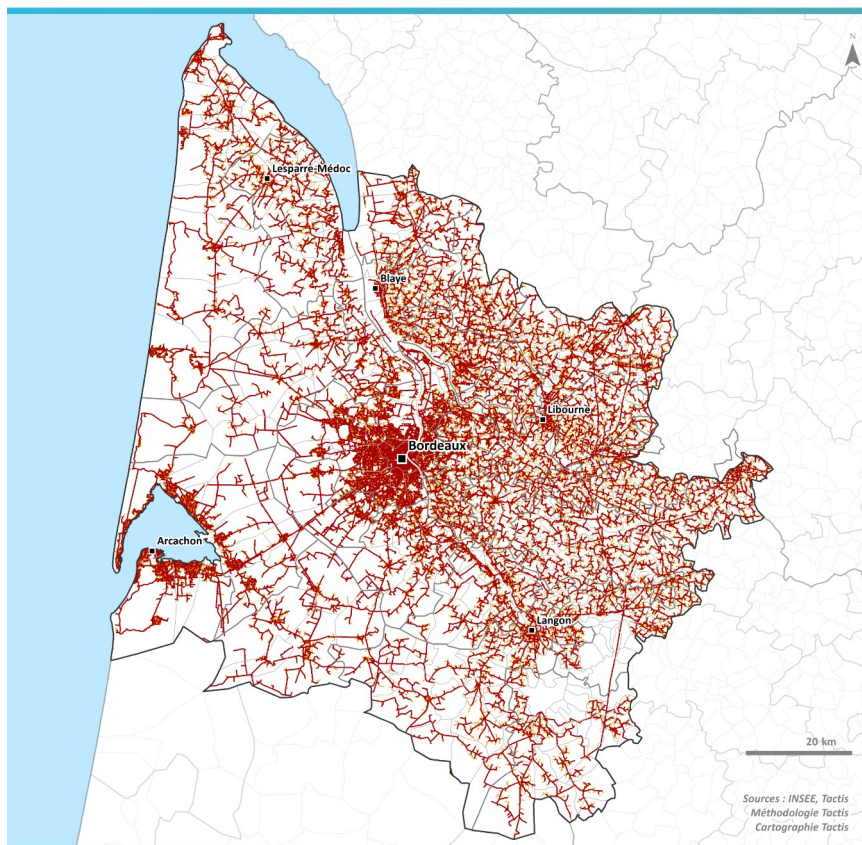 N
Lesparre-Médoc
Blaye
Libourne
Bordeaux
Arcachon
Langon
20 km
Sources : INSEE, Tactis
Méthodologie Tactis
Cartographie Tactis